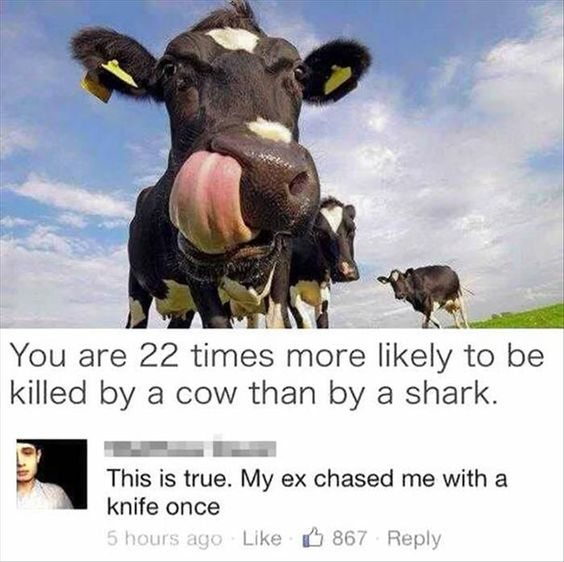 You are 22 times more likely to be
killed by a cow than by a shark.
This is true. My ex chased me with a
knife once
5 hours ago · Like · 867 · Reply